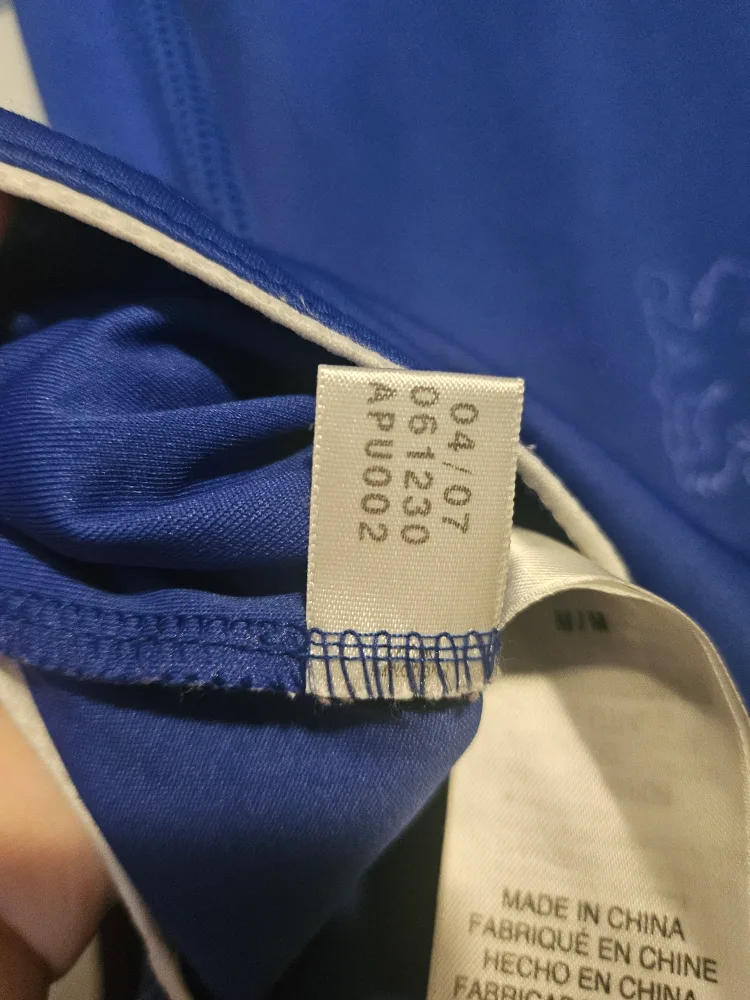 04/07
061230
APU002
M/M
MADE IN CHINA
FABRIQUÉ EN CHINE
HECHO EN CHINA